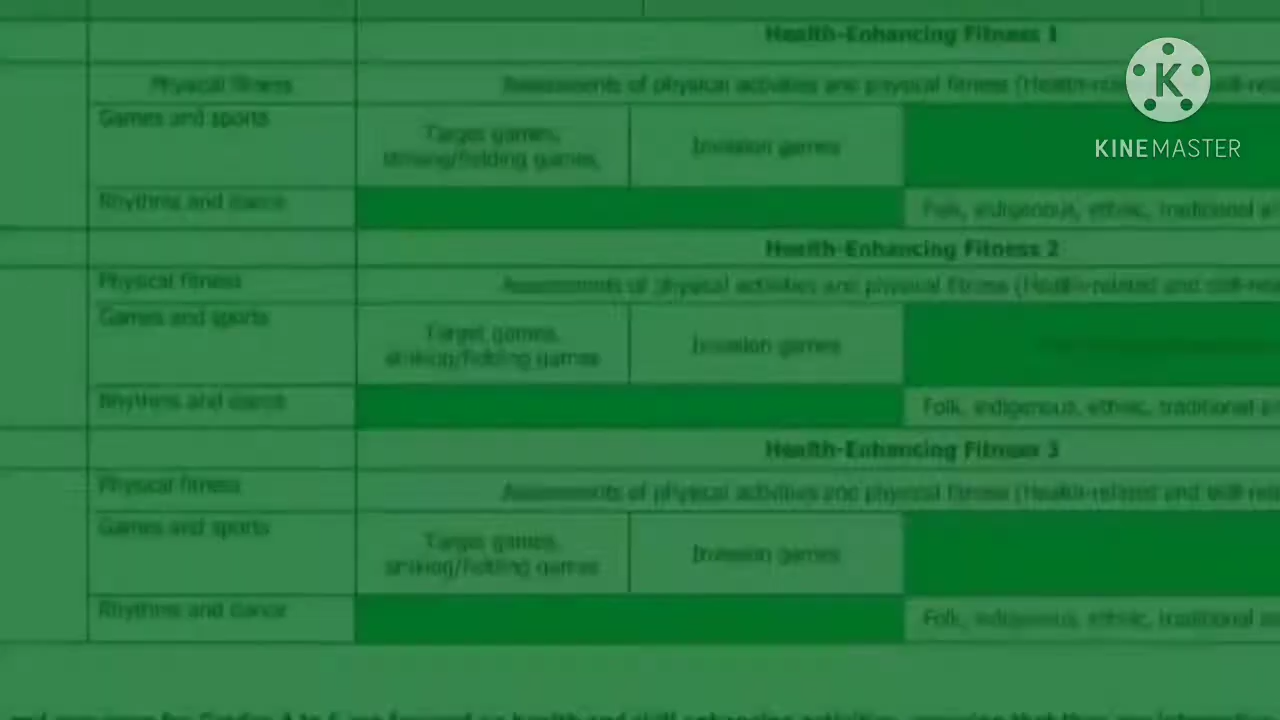 Health-Enhancing Fitness 1
Physical fitness
Assessments of physical activities and physical fitness (Health-
Games and sports
Target games,
striking/fielding games,
Invasion games
Rhythms and dance
Folk, indigenous, ethnic, traditional
Health-Enhancing Fitness 2
Physical fitness
Assessments of physical activities and physical fitness (Health-related and skill-
Games and sports
Target games,
striking/fielding games
Invasion games
Rhythms and dance
Folk, indigenous, ethnic, traditional
Health-Enhancing Fitness 3
Physical fitness
Assessments of physical activities and physical fitness (Health-related and skill-
Games and sports
Target games,
striking/fielding games
Invasion games
Rhythms and dance
Folk, indigenous, ethnic, traditional
K
KINEMASTER